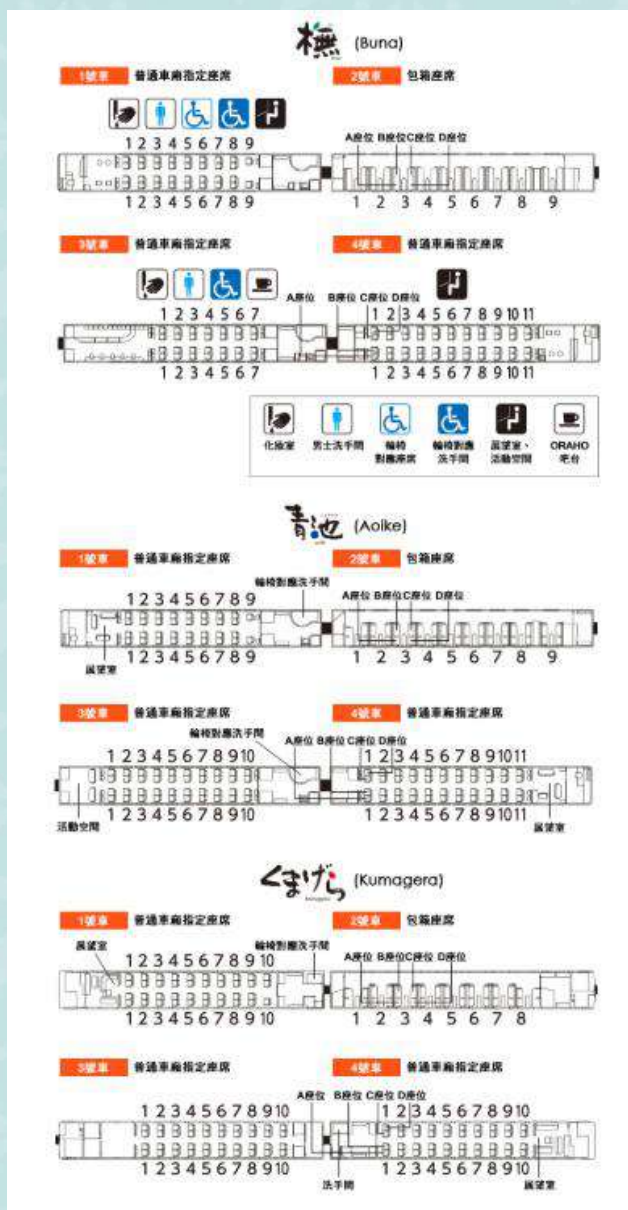 橅 (Buna)
1號車 普通車廂指定座席 2號車 包箱座席
1 2 3 4 5 6 7 8 9 A座位 B座位 C座位 D座位
1 2 3 4 5 6 7 8 9 1 2 3 4 5 6 7 8 9
3號車 普通車廂指定座席 4號車 普通車廂指定座席
A座位 B座位 C座位 D座位
1 2 3 4 5 6 7 1 2 3 4 5 6 7 8 9 10 11
1 2 3 4 5 6 7 1 2 3 4 5 6 7 8 9 10 11
化妝室 男士洗手間 輪椅對應座席 輪椅對應洗手間 展望室、活動空間 ORAHO吧台
青池 (Aoike)
1號車 普通車廂指定座席 2號車 包箱座席
輪椅對應洗手間
1 2 3 4 5 6 7 8 9 A座位 B座位 C座位 D座位
1 2 3 4 5 6 7 8 9 1 2 3 4 5 6 7 8 9
展望室
3號車 普通車廂指定座席 4號車 普通車廂指定座席
輪椅對應洗手間
A座位 B座位 C座位 D座位
1 2 3 4 5 6 7 8 9 10 1 2 3 4 5 6 7 8 9 10 11
1 2 3 4 5 6 7 8 9 10 1 2 3 4 5 6 7 8 9 10 11
活動空間 展望室
くまげら (Kumagera)
1號車 普通車廂指定座席 2號車 包箱座席
展望室 輪椅對應洗手間
1 2 3 4 5 6 7 8 9 10 A座位 B座位 C座位 D座位
1 2 3 4 5 6 7 8 9 10 1 2 3 4 5 6 7 8
3號車 普通車廂指定座席 4號車 普通車廂指定座席
A座位 B座位 C座位 D座位
1 2 3 4 5 6 7 8 9 10 1 2 3 4 5 6 7 8 9 10
1 2 3 4 5 6 7 8 9 10 1 2 3 4 5 6 7 8 9 10
洗手間 展望室